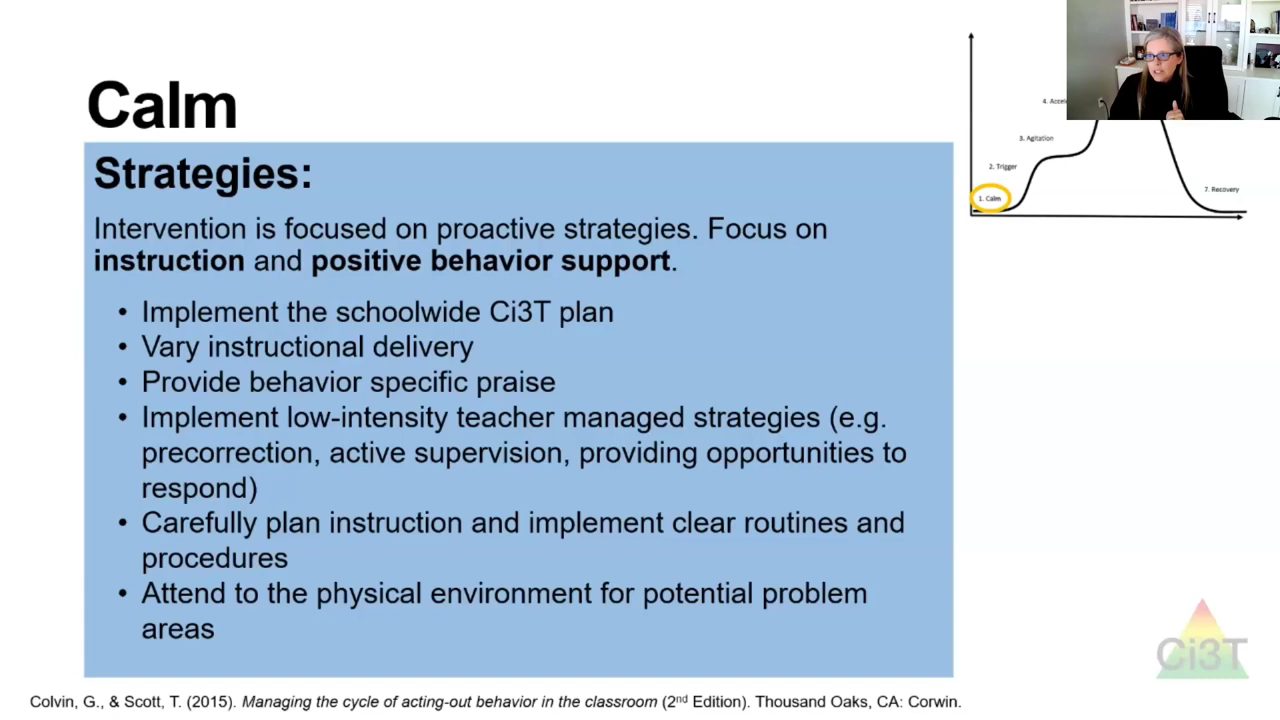 Calm
Strategies:
Intervention is focused on proactive strategies. Focus on
instruction and positive behavior support.
• Implement the schoolwide Ci3T plan
• Vary instructional delivery
• Provide behavior specific praise
• Implement low-intensity teacher managed strategies (e.g.
precorrection, active supervision, providing opportunities to
respond)
• Carefully plan instruction and implement clear routines and
procedures
• Attend to the physical environment for potential problem
areas
4. Accel
3. Agitation
2. Trigger
1. Calm
7. Recovery
Ci3T
Colvin, G., & Scott, T. (2015). Managing the cycle of acting-out behavior in the classroom (2nd Edition). Thousand Oaks, CA: Corwin.